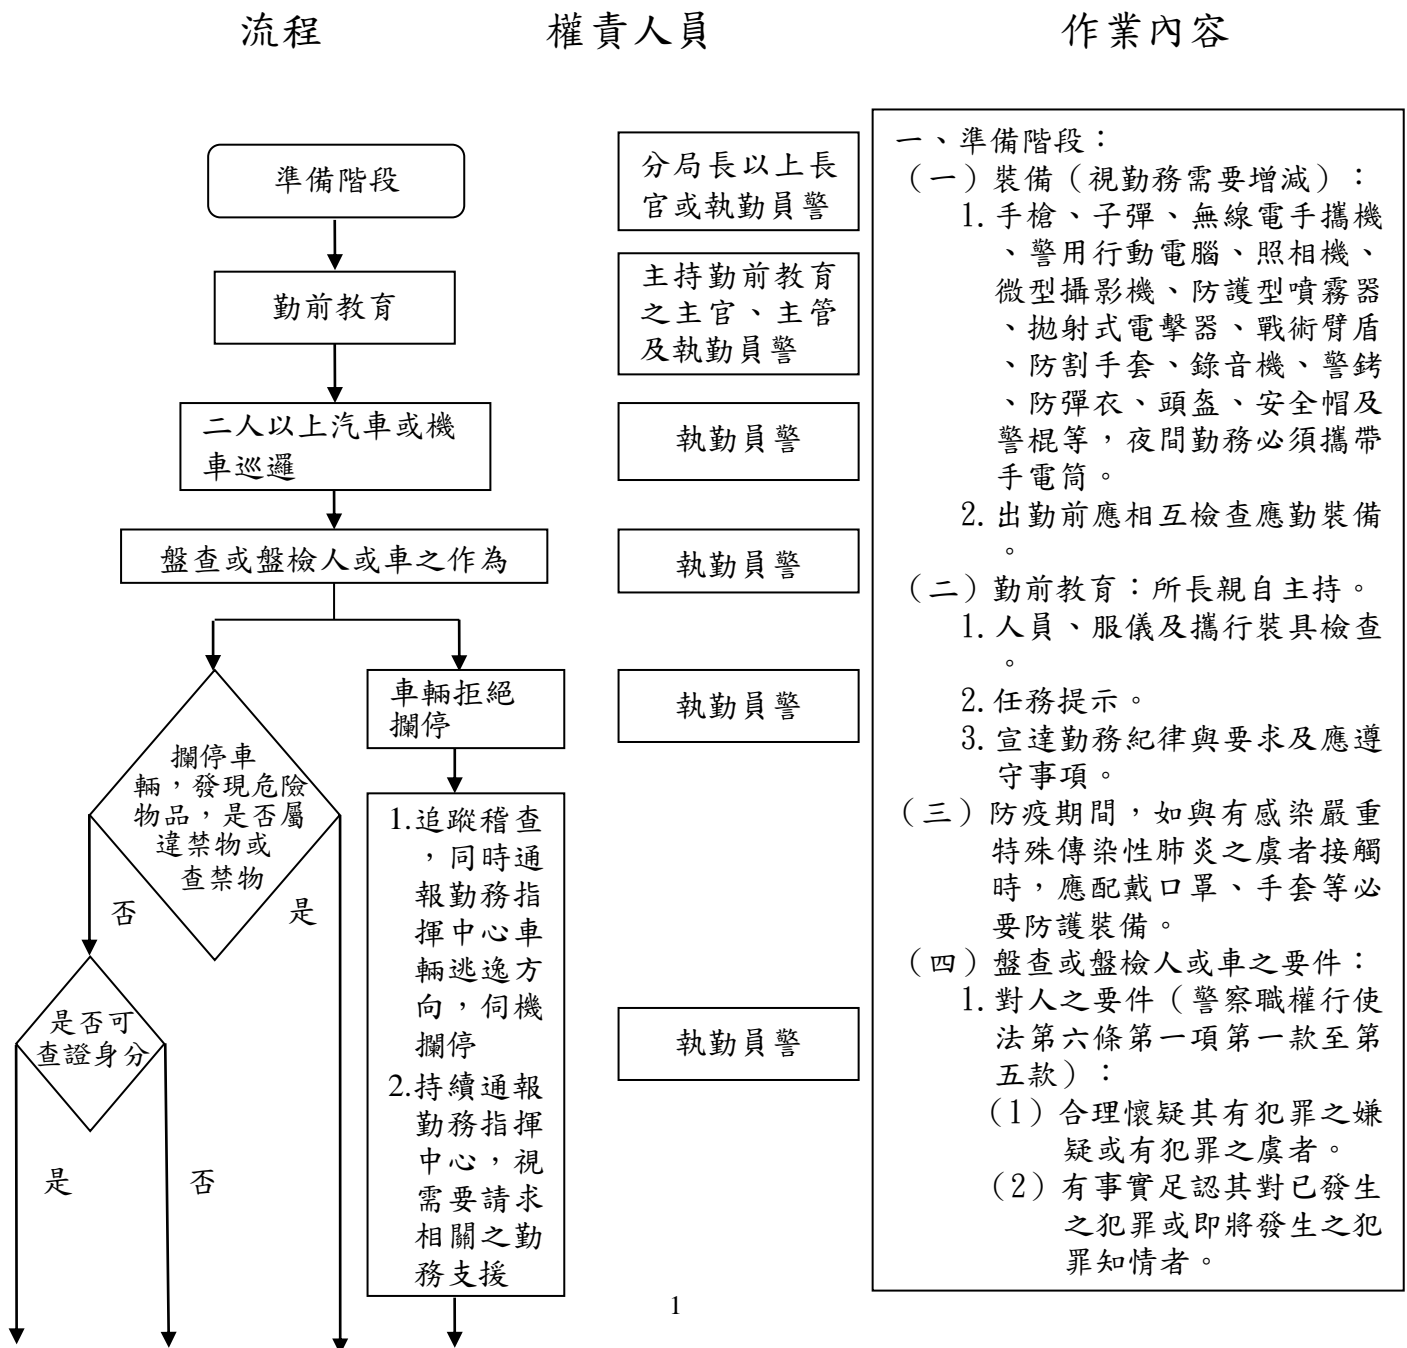 流程
權責人員
作業內容
準備階段
勤前教育
二人以上汽車或機
車巡邏
盤查或盤檢人或車之作為
攔停車
輛，發現危險
物品，是否屬
違禁物或
查禁物
否
是
是否可
查證身分
是
否
車輛拒絕
攔停
1.追蹤稽查
，同時通
報勤務指
揮中心車
輛逃逸方
向，伺機
攔停
2.持續通報
勤務指揮
中心，視
需要請求
相關之勤
務支援
分局長以上長
官或執勤員警
主持勤前教育
之主官、主管
及執勤員警
執勤員警
執勤員警
執勤員警
執勤員警
一、準備階段：
（一）裝備（視勤務需要增減）：
1.手槍、子彈、無線電手攜機
、警用行動電腦、照相機、
微型攝影機、防護型噴霧器
、拋射式電擊器、戰術臂盾
、防割手套、錄音機、警銬
、防彈衣、頭盔、安全帽及
警棍等，夜間勤務必須攜帶
手電筒。
2.出勤前應相互檢查應勤裝備
。
（二）勤前教育：所長親自主持。
1.人員、服儀及攜行裝具檢查
。
2.任務提示。
3.宣達勤務紀律與要求及應遵
守事項。
（三）防疫期間，如與有感染嚴重
特殊傳染性肺炎之虞者接觸
時，應配戴口罩、手套等必
要防護裝備。
（四）盤查或盤檢人或車之要件：
1.對人之要件（警察職權行使
法第六條第一項第一款至第
五款）：
（1）合理懷疑其有犯罪之嫌
疑或有犯罪之虞者。
（2）有事實足認其對已發生
之犯罪或即將發生之犯
罪知情者。
1